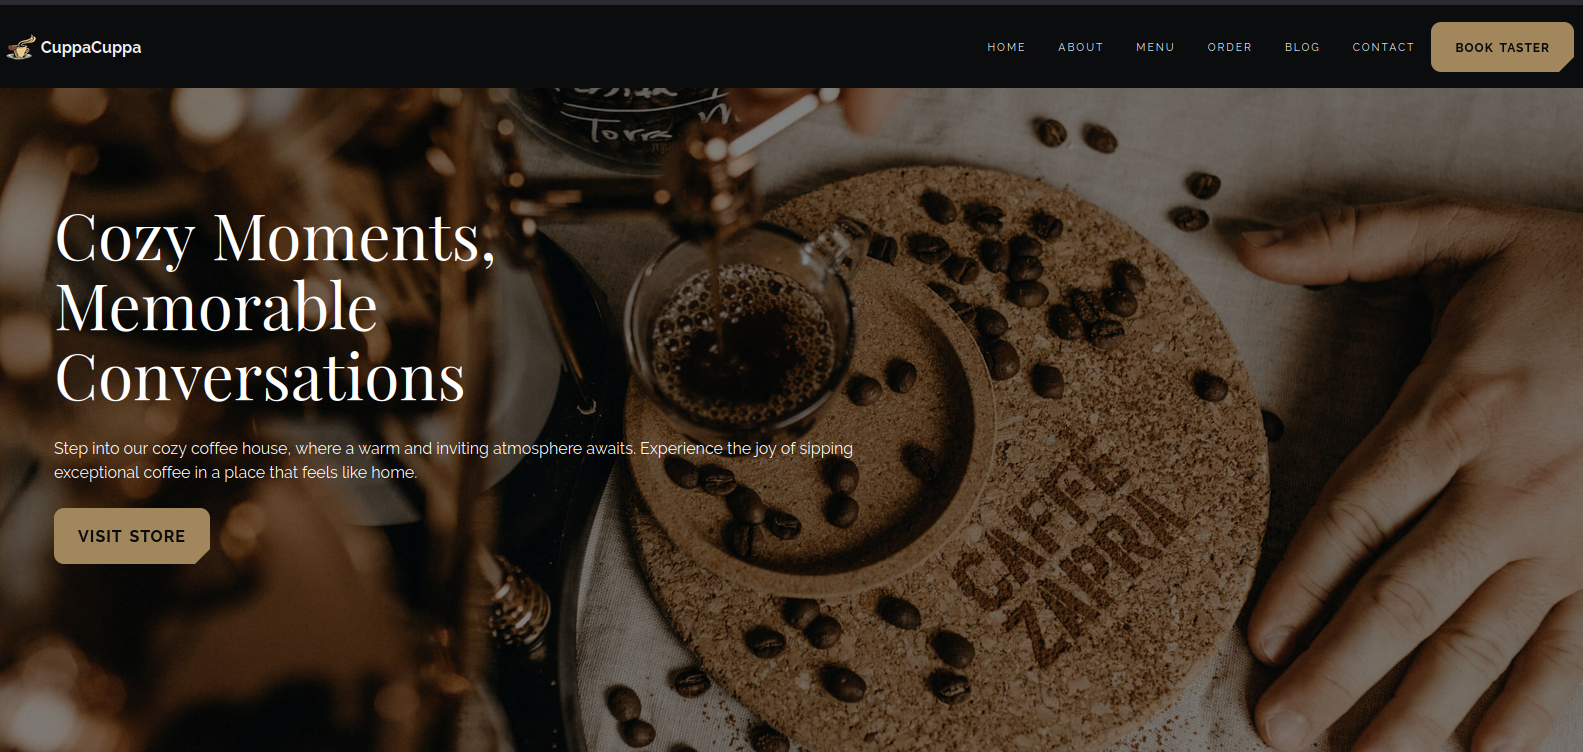 CuppaCuppa
HOME ABOUT MENU ORDER BLOG CONTACT BOOK TASTER
Torra
Cozy Moments,
Memorable
Conversations
Step into our cozy coffee house, where a warm and inviting atmosphere awaits. Experience the joy of sipping
exceptional coffee in a place that feels like home.
VISIT STORE
CAFFÈ
ZAPPA